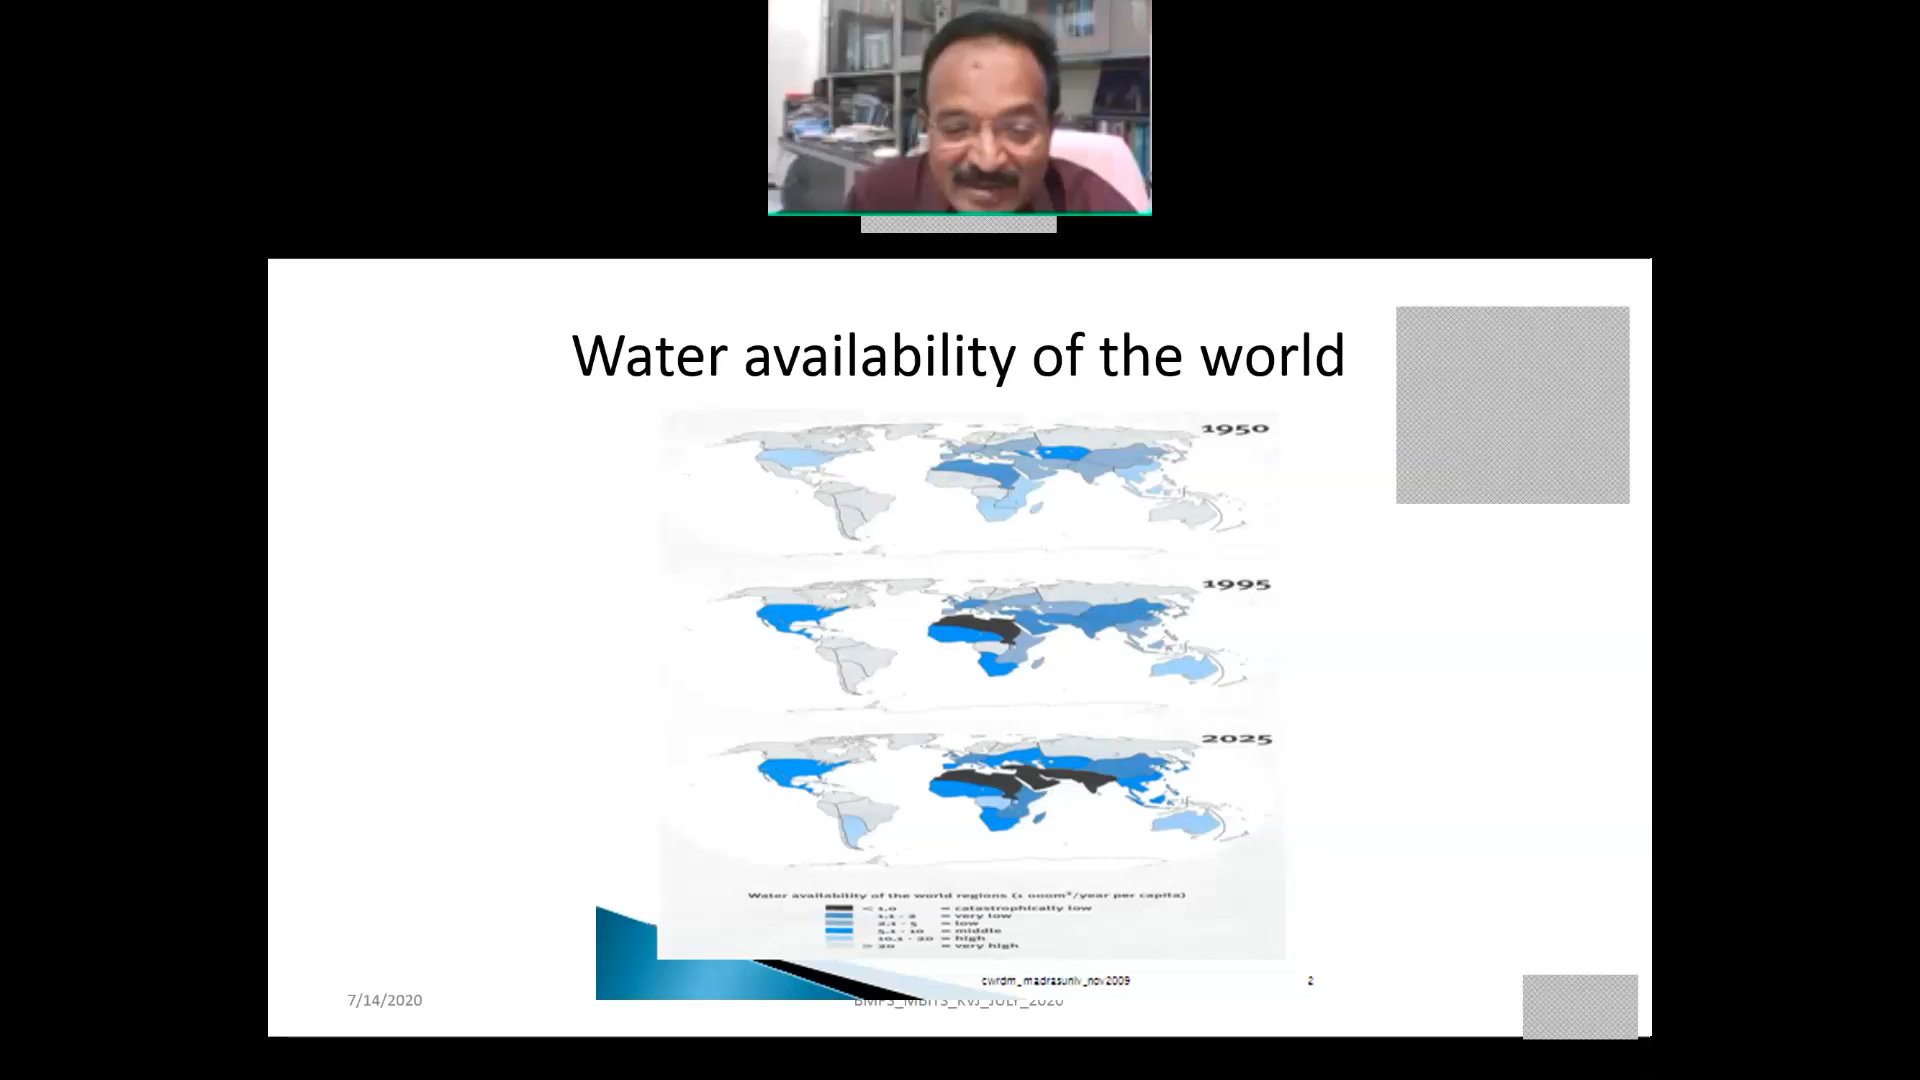 Water availability of the world
1950
1995
2025
Water availability of the world regions (1 000m³/year per capita)
< 1,0 = catastrophically low
1,1 - 2 = very low
2,1 - 5 = low
5,1 - 10 = middle
10,1 - 20 = high
> 20 = very high
cwrdm_madrasuniv_nov2009 2
7/14/2020 BMPS_MBITS_KVJ_JULY_2020